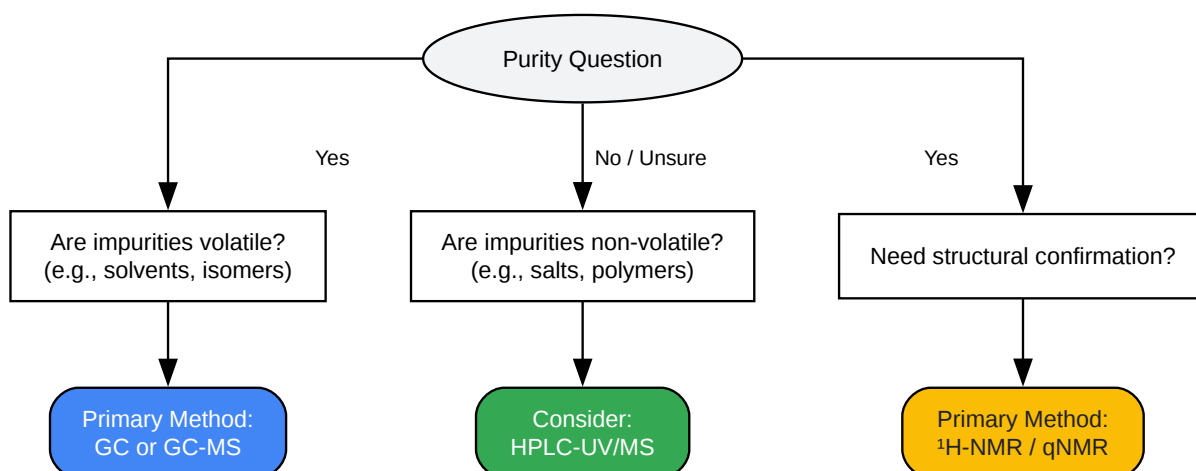 Purity Question
Yes
No / Unsure
Yes
Are impurities volatile?
(e.g., solvents, isomers)
Are impurities non-volatile?
(e.g., salts, polymers)
Need structural confirmation?
Primary Method:
GC or GC-MS
Consider:
HPLC-UV/MS
Primary Method:
¹H-NMR / qNMR